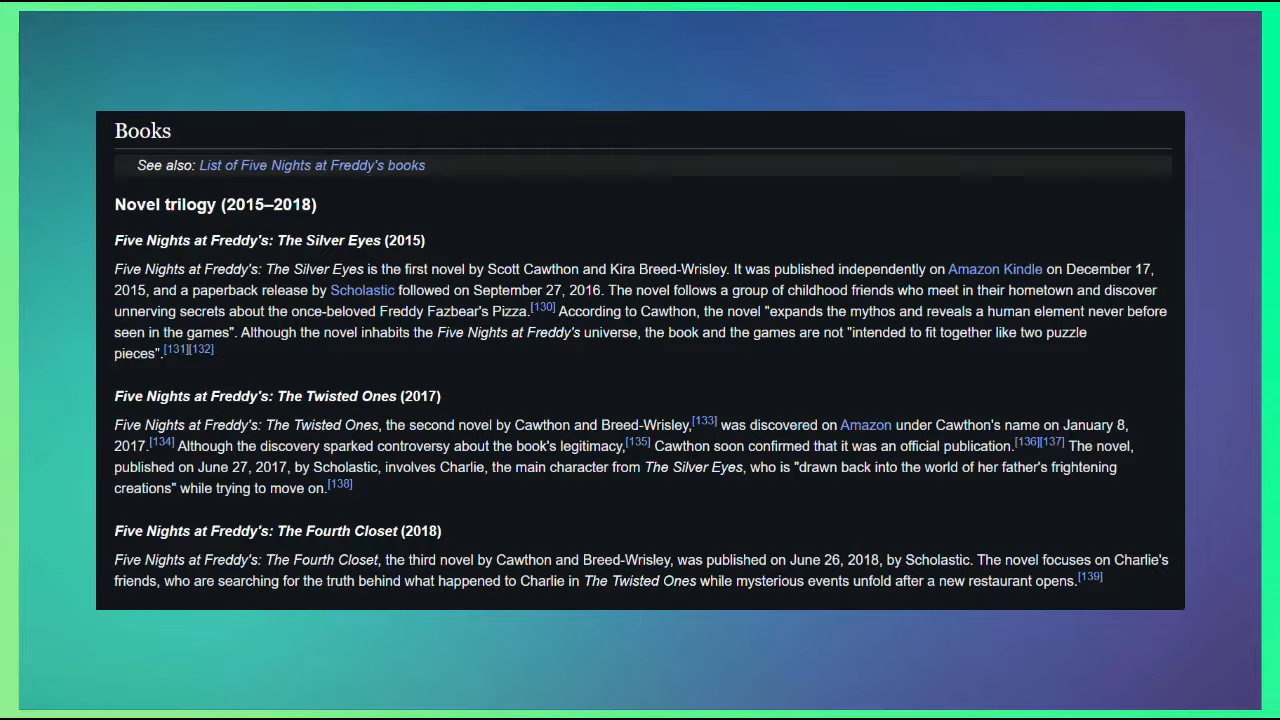 Books
See also: List of Five Nights at Freddy's books
Novel trilogy (2015–2018)
Five Nights at Freddy's: The Silver Eyes (2015)
Five Nights at Freddy's: The Silver Eyes is the first novel by Scott Cawthon and Kira Breed-Wrisley. It was published independently on Amazon Kindle on December 17,
2015, and a paperback release by Scholastic followed on September 27, 2016. The novel follows a group of childhood friends who meet in their hometown and discover
unnerving secrets about the once-beloved Freddy Fazbear's Pizza.[130] According to Cawthon, the novel "expands the mythos and reveals a human element never before
seen in the games". Although the novel inhabits the Five Nights at Freddy's universe, the book and the games are not "intended to fit together like two puzzle
pieces".[131][132]
Five Nights at Freddy's: The Twisted Ones (2017)
Five Nights at Freddy's: The Twisted Ones, the second novel by Cawthon and Breed-Wrisley,[133] was discovered on Amazon under Cawthon's name on January 8,
2017.[134] Although the discovery sparked controversy about the book's legitimacy,[135] Cawthon soon confirmed that it was an official publication.[136][137] The novel,
published on June 27, 2017, by Scholastic, involves Charlie, the main character from The Silver Eyes, who is "drawn back into the world of her father's frightening
creations" while trying to move on.[138]
Five Nights at Freddy's: The Fourth Closet (2018)
Five Nights at Freddy's: The Fourth Closet, the third novel by Cawthon and Breed-Wrisley, was published on June 26, 2018, by Scholastic. The novel focuses on Charlie's
friends, who are searching for the truth behind what happened to Charlie in The Twisted Ones while mysterious events unfold after a new restaurant opens.[139]